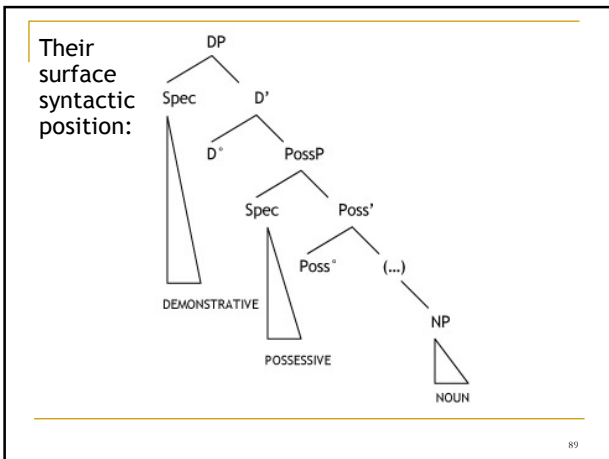 Their
surface
syntactic
position:
DP
Spec D’
D° PossP
Spec Poss’
Poss° (...)
DEMONSTRATIVE
NP
POSSESSIVE
NOUN
89